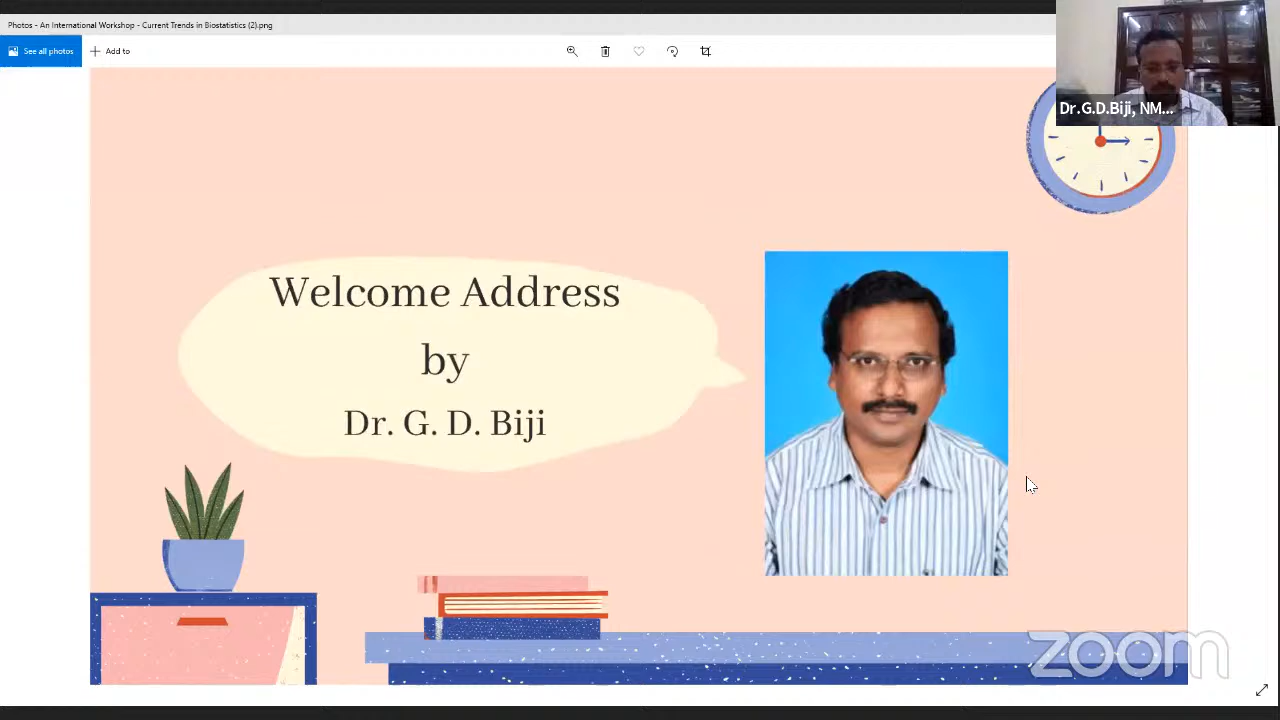 Photos - An International Workshop - Current Trends in Biostatistics (2).png
See all photos
Add to
Dr.G.D.Biji, NM...
Welcome Address
by
Dr. G. D. Biji
zoom